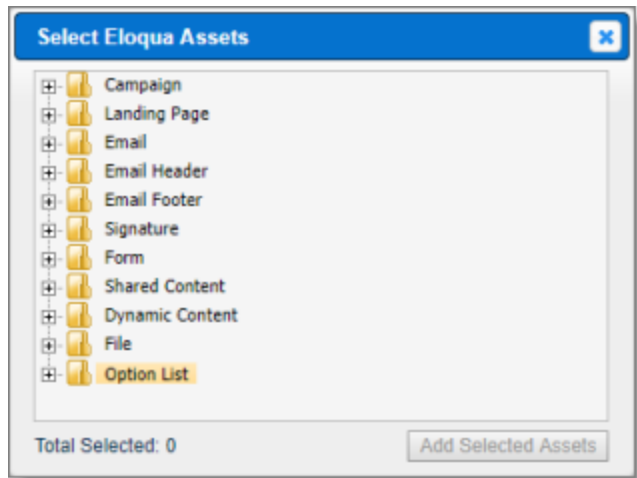 Select Eloqua Assets
Campaign
Landing Page
Email
Email Header
Email Footer
Signature
Form
Shared Content
Dynamic Content
File
Option List
Total Selected: 0
Add Selected Assets